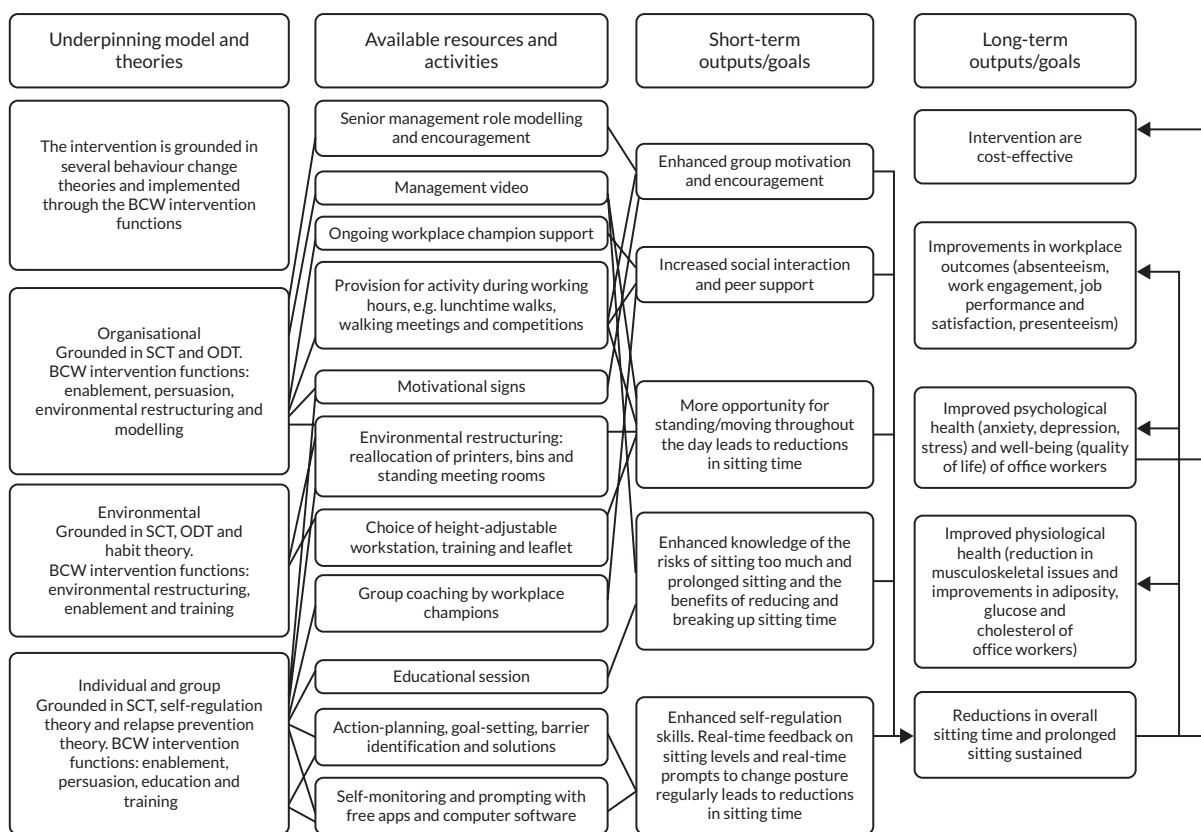 Underpinning model and
theories
Available resources and
activities
Short-term
outputs/goals
Long-term
outputs/goals
The intervention is grounded in
several behaviour change
theories and implemented
through the BCW intervention
functions
Organisational
Grounded in SCT and ODT.
BCW intervention functions:
enablement, persuasion,
environmental restructuring and
modelling
Environmental
Grounded in SCT, ODT and
habit theory.
BCW intervention functions:
environmental restructuring,
enablement and training
Individual and group
Grounded in SCT, self-regulation
theory and relapse prevention
theory. BCW intervention
functions: enablement,
persuasion, education and
training
Senior management role modelling
and encouragement
Management video
Ongoing workplace champion support
Provision for activity during working
hours, e.g. lunchtime walks,
walking meetings and competitions
Motivational signs
Environmental restructuring:
reallocation of printers, bins and
standing meeting rooms
Choice of height-adjustable
workstation, training and leaflet
Group coaching by workplace
champions
Educational session
Action-planning, goal-setting, barrier
identification and solutions
Self-monitoring and prompting with
free apps and computer software
Enhanced group motivation
and encouragement
Increased social interaction
and peer support
More opportunity for
standing/moving throughout
the day leads to reductions
in sitting time
Enhanced knowledge of the
risks of sitting too much and
prolonged sitting and the
benefits of reducing and
breaking up sitting time
Enhanced self-regulation
skills. Real-time feedback on
sitting levels and real-time
prompts to change posture
regularly leads to reductions
in sitting time
Intervention are
cost-effective
Improvements in workplace
outcomes (absenteeism,
work engagement, job
performance and
satisfaction, presenteeism)
Improved psychological
health (anxiety, depression,
stress) and well-being (quality
of life) of office workers
Improved physiological
health (reduction in
musculoskeletal issues and
improvements in adiposity,
glucose and
cholesterol of
office workers)
Reductions in overall
sitting time and prolonged
sitting sustained